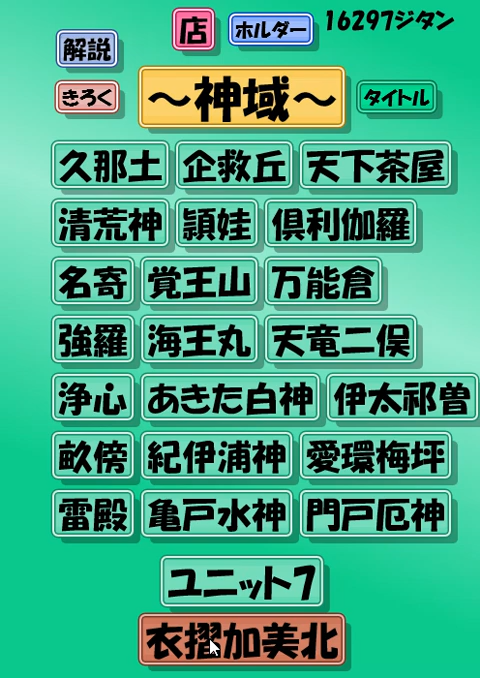 店 ホルダー 16297ジタン
解説
きろく 〜神域〜 タイトル
久那土 企救丘 天下茶屋
清荒神 頴娃 倶利伽羅
名寄 覚王山 万能倉
強羅 海王丸 天竜二俣
浄心 あきた白神 伊太祁曽
畝傍 紀伊浦神 愛環梅坪
雷殿 亀戸水神 門戸厄神
ユニット7
衣摺加美北